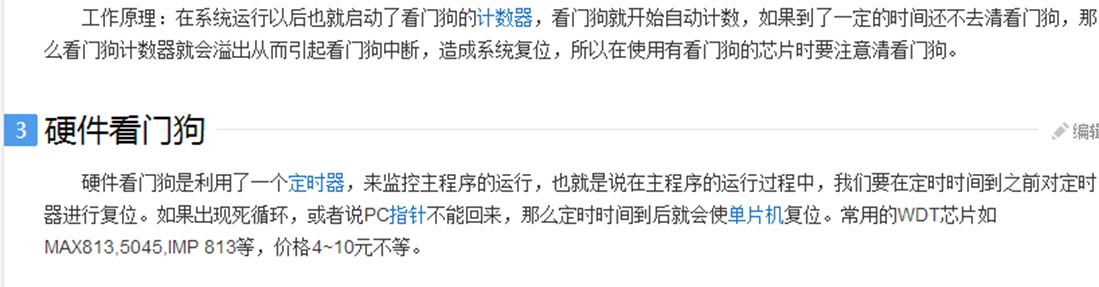 工作原理：在系统运行以后也就启动了看门狗的计数器，看门狗就开始自动计数，如果到了一定的时间还不去清看门狗，那
么看门狗计数器就会溢出从而引起看门狗中断，造成系统复位，所以在使用有看门狗的芯片时要注意清看门狗。
3 硬件看门狗 编辑
硬件看门狗是利用了一个定时器，来监控主程序的运行，也就是说在主程序的运行过程中，我们要在定时时间到之前对定时
器进行复位。如果出现死循环，或者说PC指针不能回来，那么定时时间到后就会使单片机复位。常用的WDT芯片如
MAX813,5045,IMP 813等，价格4~10元不等。